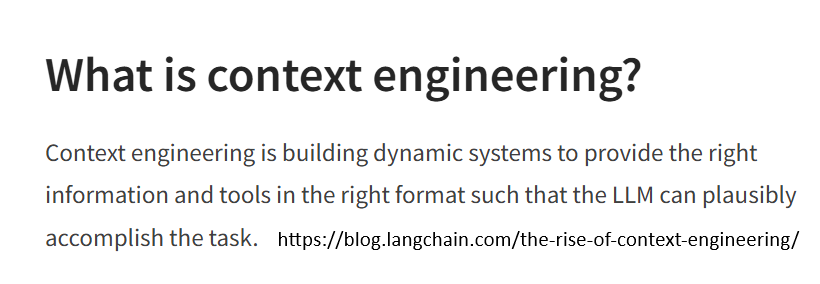 What is context engineering?
Context engineering is building dynamic systems to provide the right
information and tools in the right format such that the LLM can plausibly
accomplish the task. https://blog.langchain.com/the-rise-of-context-engineering/